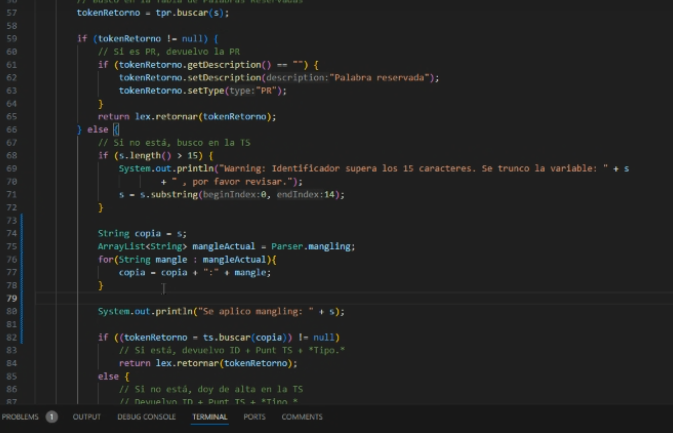 56 // Busco en la Tabla de Palabras Reservadas
57 tokenRetorno = tpr.buscar(s);
58
59 if (tokenRetorno != null) {
60 // Si es PR, devuelvo la PR
61 if (tokenRetorno.getDescription() == "") {
62 tokenRetorno.setDescription(description:"Palabra reservada");
63 tokenRetorno.setType(type:"PR");
64 }
65 return lex.retornar(tokenRetorno);
66 } else {
67 // Si no está, busco en la TS
68 if (s.length() > 15) {
69 System.out.println("Warning: Identificador supera los 15 caracteres. Se trunco la variable: " + s
70 + " , por favor revisar.");
71 s = s.substring(beginIndex:0, endIndex:14);
72 }
73
74 String copia = s;
75 ArrayList<String> mangleActual = Parser.mangling;
76 for(String mangle : mangleActual){
77 copia = copia + ":" + mangle;
78 }
79
80 System.out.println("Se aplico mangling: " + s);
81
82 if ((tokenRetorno = ts.buscar(copia)) != null)
83 // Si está, devuelvo ID + Punt TS + *Tipo.*
84 return lex.retornar(tokenRetorno);
85 else {
86 // Si no está, doy de alta en la TS
87 // Devuelvo ID + Punt TS + *Tipo.*
PROBLEMS 1 OUTPUT DEBUG CONSOLE TERMINAL PORTS COMMENTS